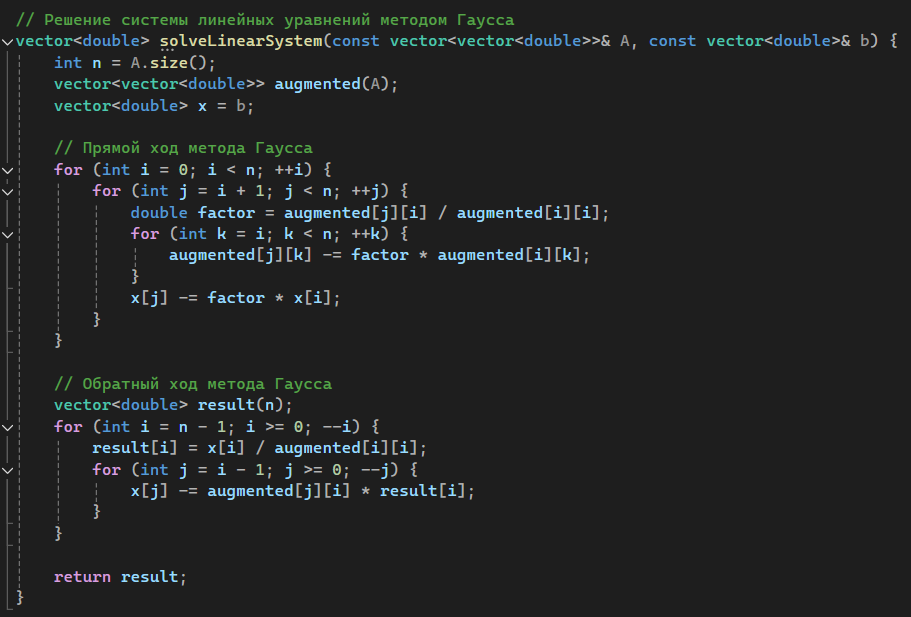 // Решение системы линейных уравнений методом Гаусса
vector<double> solveLinearSystem(const vector<vector<double>>& A, const vector<double>& b) {
    int n = A.size();
    vector<vector<double>> augmented(A);
    vector<double> x = b;

    // Прямой ход метода Гаусса
    for (int i = 0; i < n; ++i) {
        for (int j = i + 1; j < n; ++j) {
            double factor = augmented[j][i] / augmented[i][i];
            for (int k = i; k < n; ++k) {
                augmented[j][k] -= factor * augmented[i][k];
            }
            x[j] -= factor * x[i];
        }
    }

    // Обратный ход метода Гаусса
    vector<double> result(n);
    for (int i = n - 1; i >= 0; --i) {
        result[i] = x[i] / augmented[i][i];
        for (int j = i - 1; j >= 0; --j) {
            x[j] -= augmented[j][i] * result[i];
        }
    }

    return result;
}